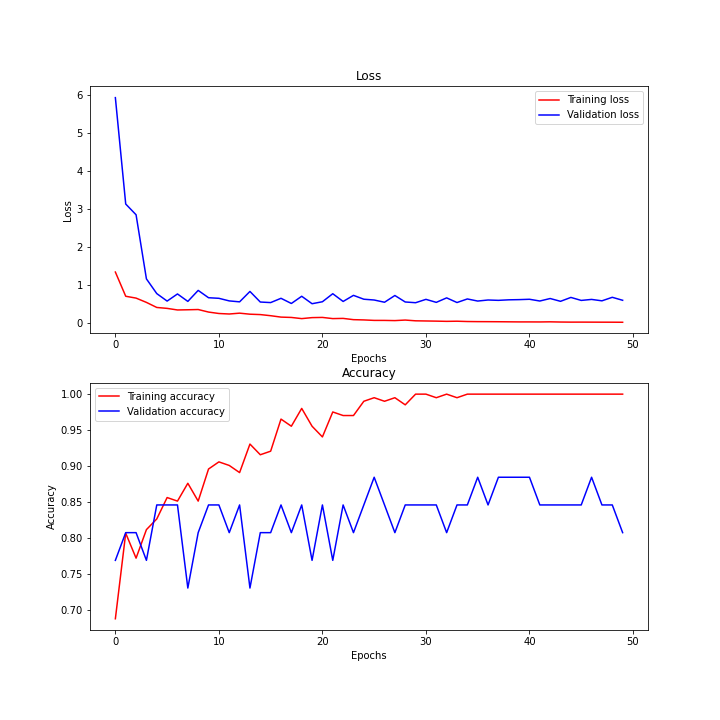 Loss
6
5
4
3
2
1
0
Loss
Training loss
Validation loss
0 10 20 30 40 50
Epochs
Accuracy
1.00
0.95
0.90
0.85
0.80
0.75
0.70
Accuracy
Training accuracy
Validation accuracy
0 10 20 30 40 50
Epochs